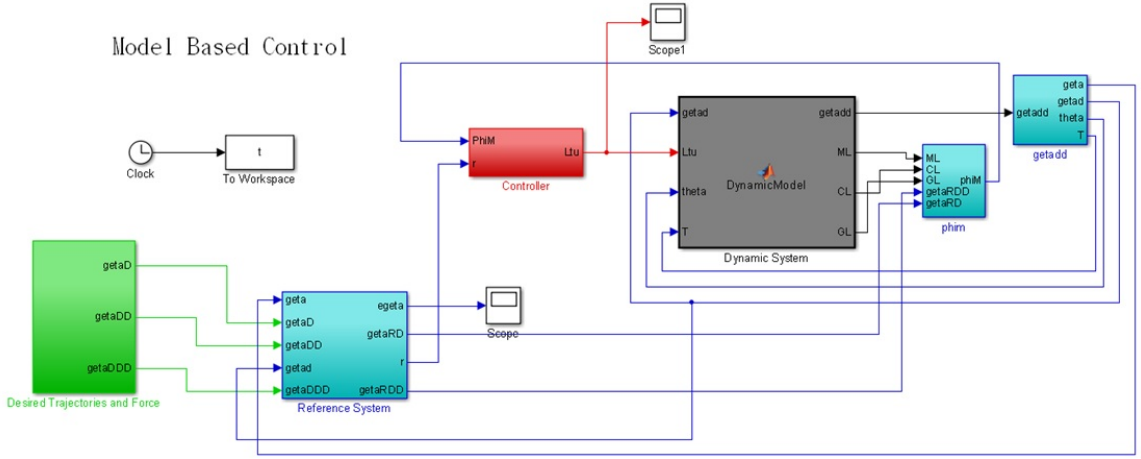 Model Based Control
Scope1
Clock
t
To Workspace
PhiM
r
Ltu
Controller
getad
Ltu
theta
T
DynamicModel
getadd
ML
CL
GL
Dynamic System
getadd
geta
getad
theta
T
getadd
ML
CL
GL
getaRDD
getaRD
phiM
phim
getaD
getaDD
getaDDD
Desired Trajectories and Force
geta
getaD
getaDD
getad
getaDDD
egeta
getaRD
r
getaRDD
Reference System
Scope